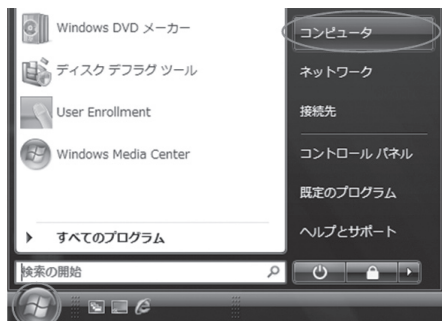 Windows DVD メーカー
ディスク デフラグ ツール
User Enrollment
Windows Media Center
すべてのプログラム
検索の開始
コンピュータ
ネットワーク
接続先
コントロール パネル
既定のプログラム
ヘルプとサポート